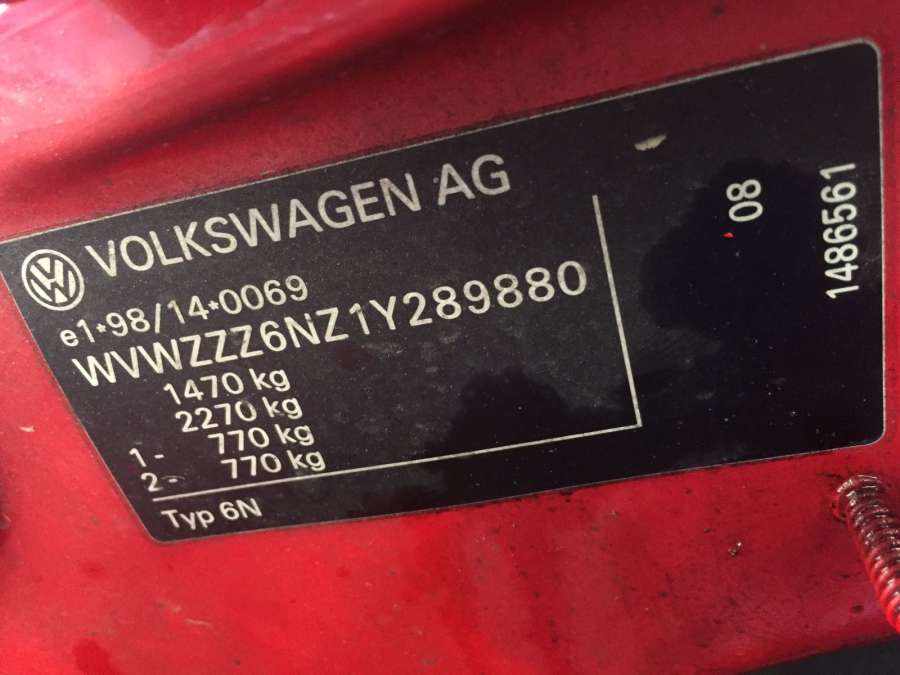 VOLKSWAGEN AG
e1*98/14*0069
WVWZZZ6NZ1Y289880
1470 kg
2270 kg
1- 770 kg
2- 770 kg
Typ 6N
08
1486561